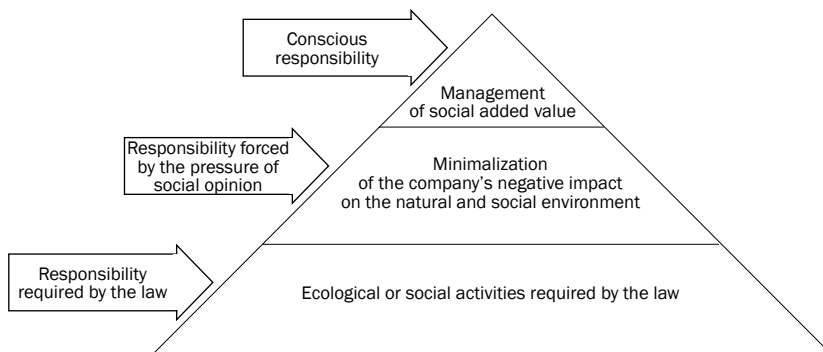 Conscious
responsibility
Management
of social added value
Responsibility forced
by the pressure of
social opinion
Minimalization
of the company's negative impact
on the natural and social environment
Responsibility
required by the law
Ecological or social activities required by the law